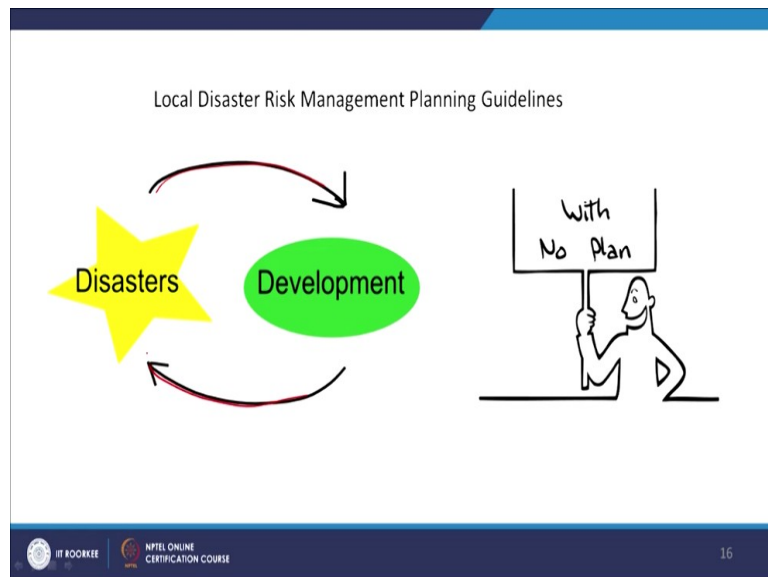 Local Disaster Risk Management Planning Guidelines
Disasters
Development
With
No Plan
IIT ROORKEE
NPTEL ONLINE
CERTIFICATION COURSE
16